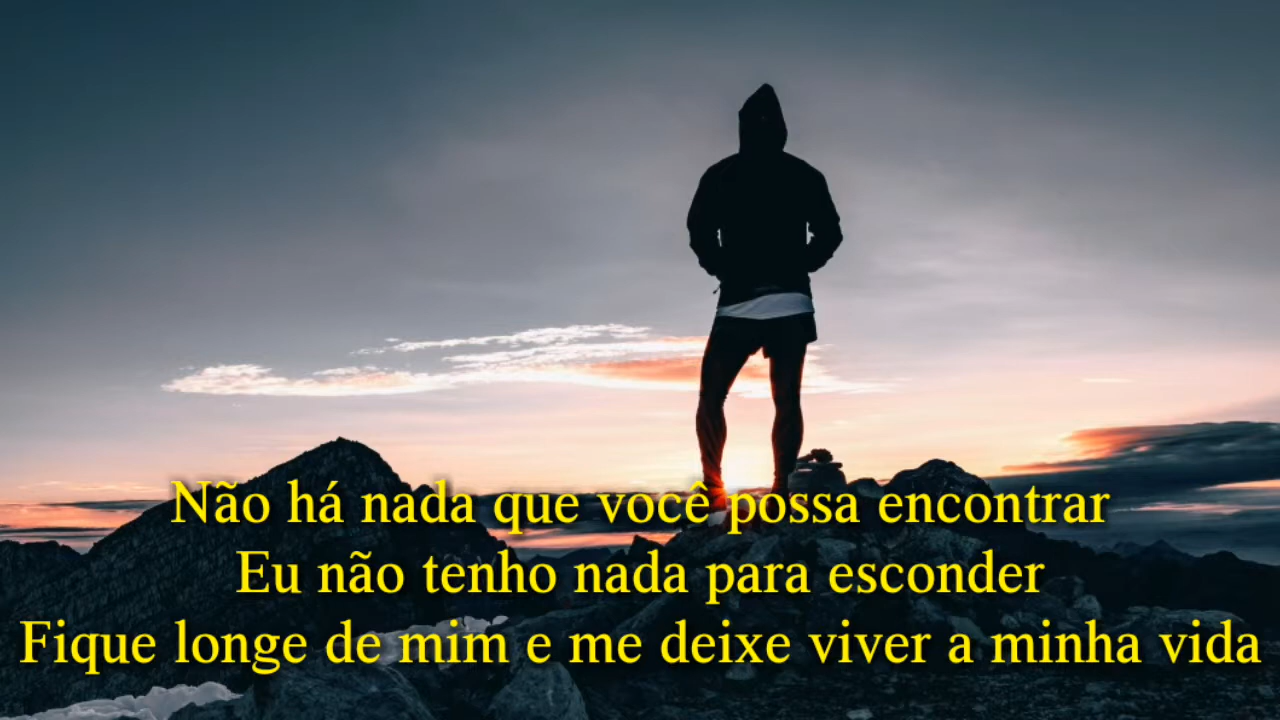 Não há nada que você possa encontrar
Eu não tenho nada para esconder
Fique longe de mim e me deixe viver a minha vida